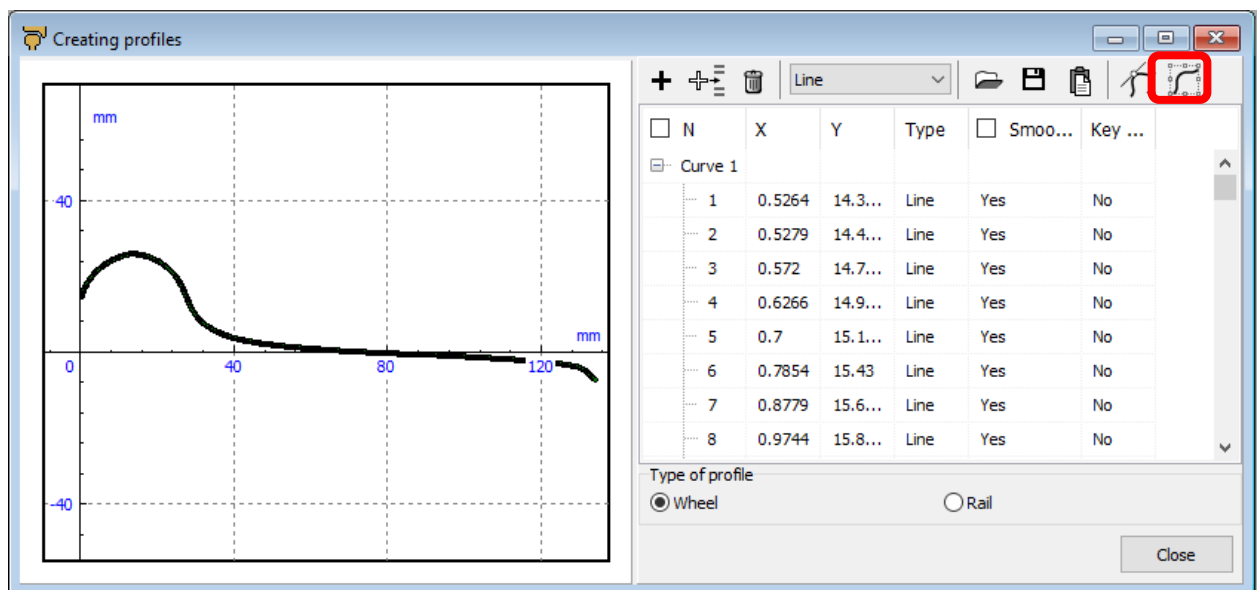 Creating profiles
Line
mm
40
mm
0
40
80
120
-40
N X Y Type Smoo... Key ...
Curve 1
1 0.5264 14.3... Line Yes No
2 0.5279 14.4... Line Yes No
3 0.572 14.7... Line Yes No
4 0.6266 14.9... Line Yes No
5 0.7 15.1... Line Yes No
6 0.7854 15.43 Line Yes No
7 0.8779 15.6... Line Yes No
8 0.9744 15.8... Line Yes No
Type of profile
Wheel Rail
Close